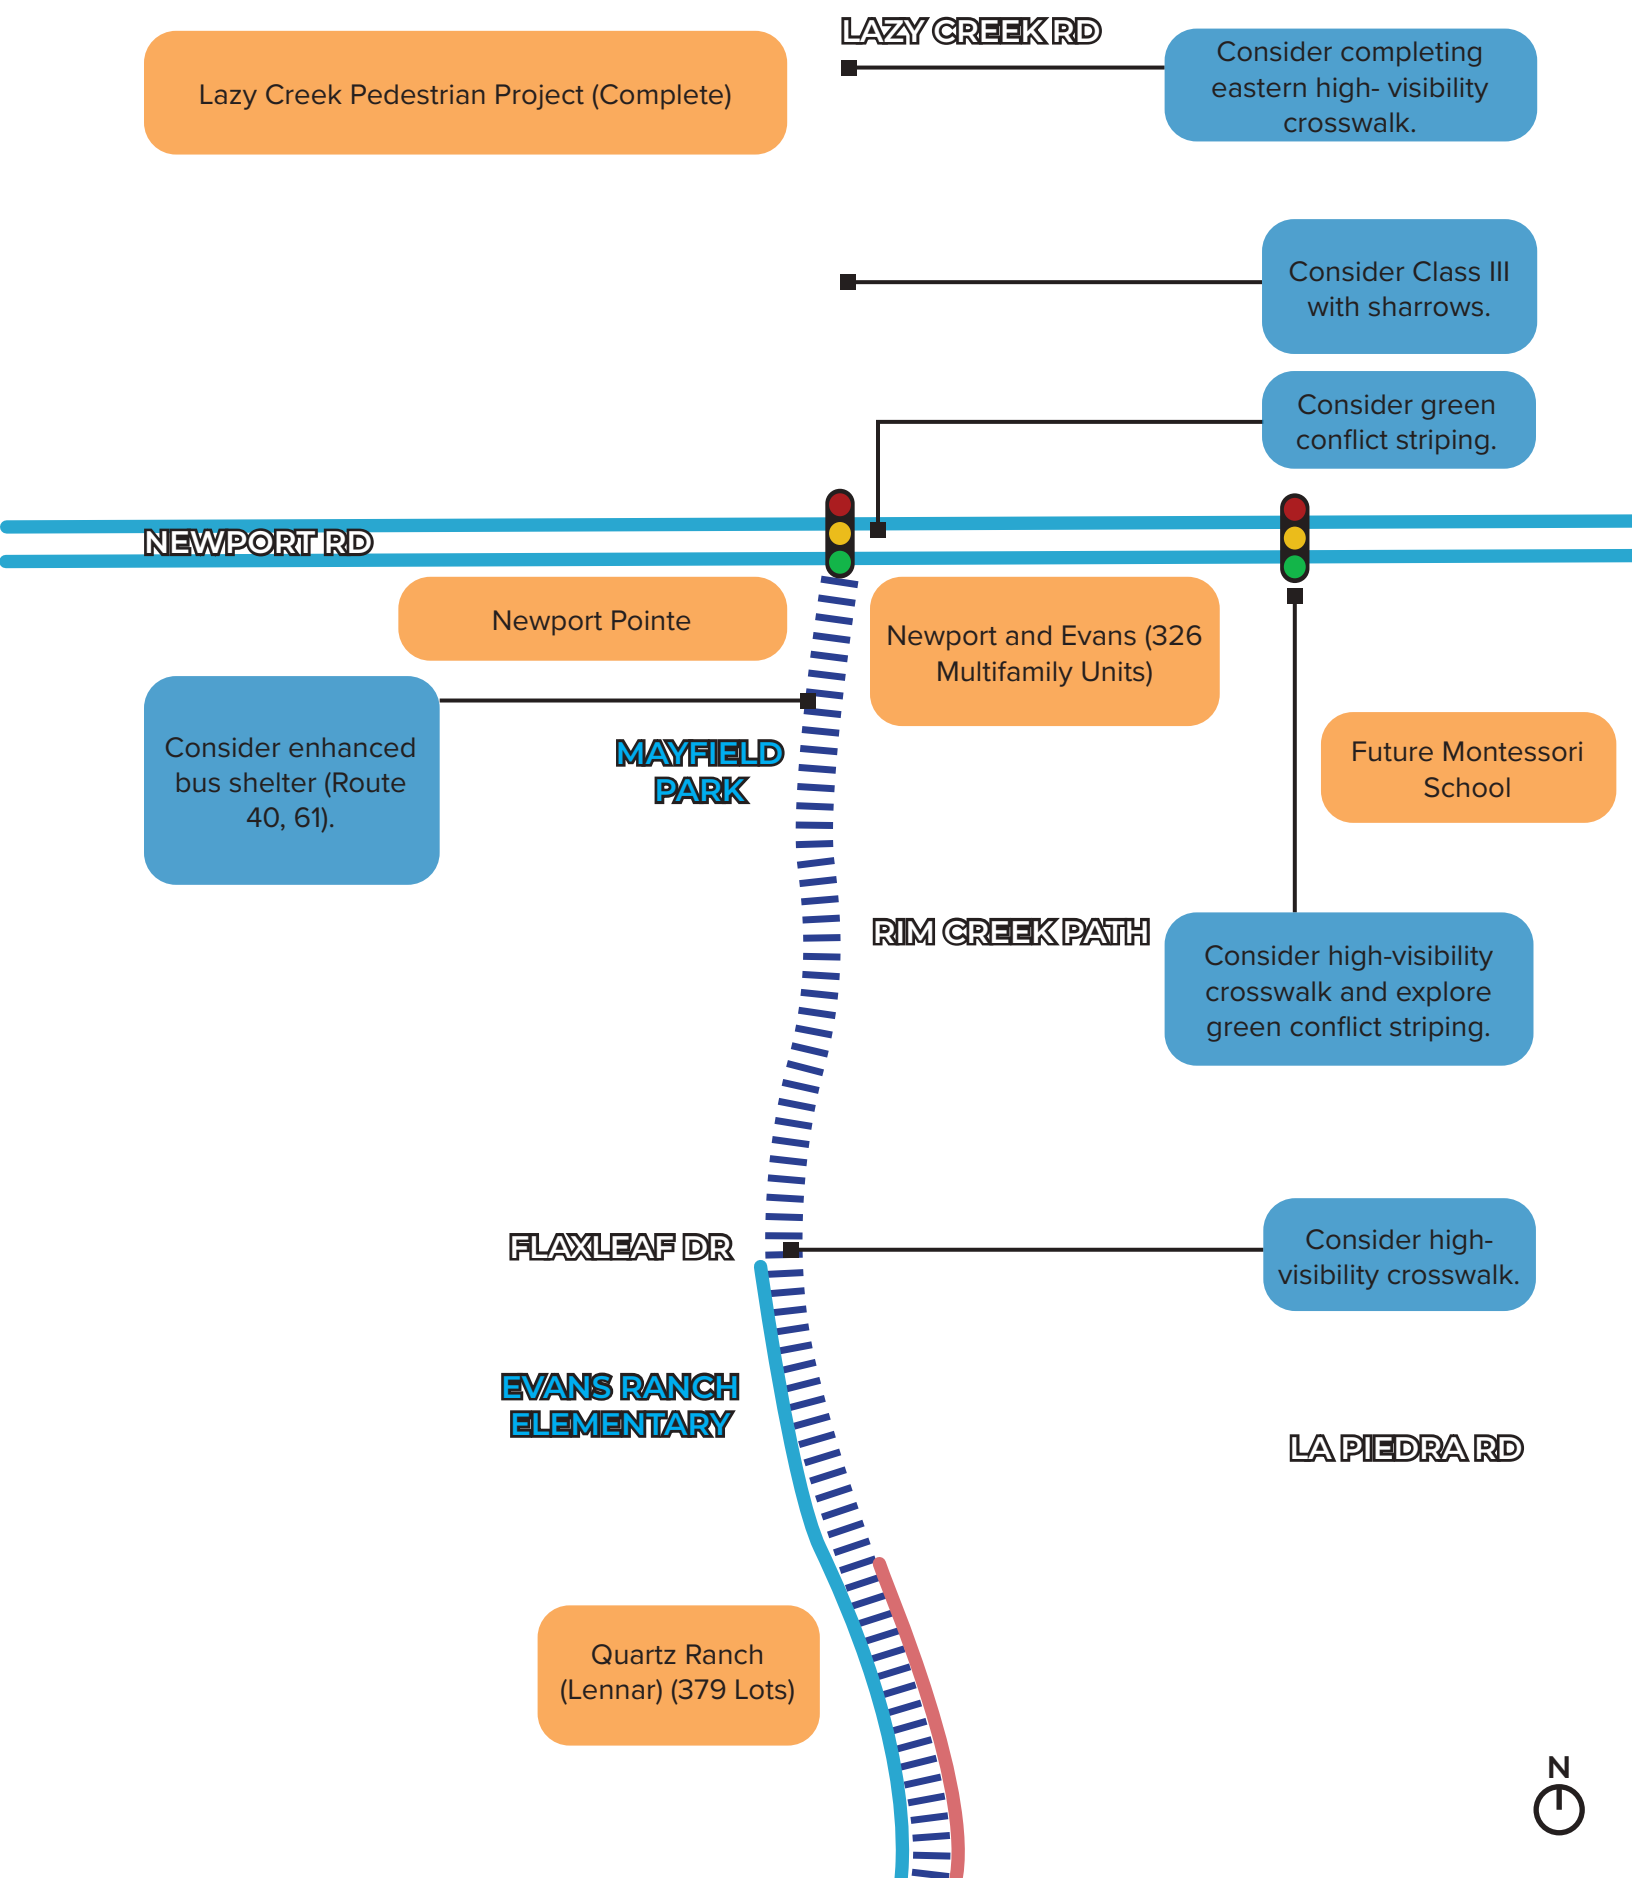 LAZY CREEK RD
Lazy Creek Pedestrian Project (Complete)
Consider completing
eastern high- visibility
crosswalk.
Consider Class III
with sharrows.
Consider green
conflict striping.
NEWPORT RD
Newport Pointe
Newport and Evans (326
Multifamily Units)
Consider enhanced
bus shelter (Route
40, 61).
MAYFIELD
PARK
Future Montessori
School
RIM CREEK PATH
Consider high-visibility
crosswalk and explore
green conflict striping.
FLAXLEAF DR
Consider high-
visibility crosswalk.
EVANS RANCH
ELEMENTARY
LA PIEDRA RD
Quartz Ranch
(Lennar) (379 Lots)
N